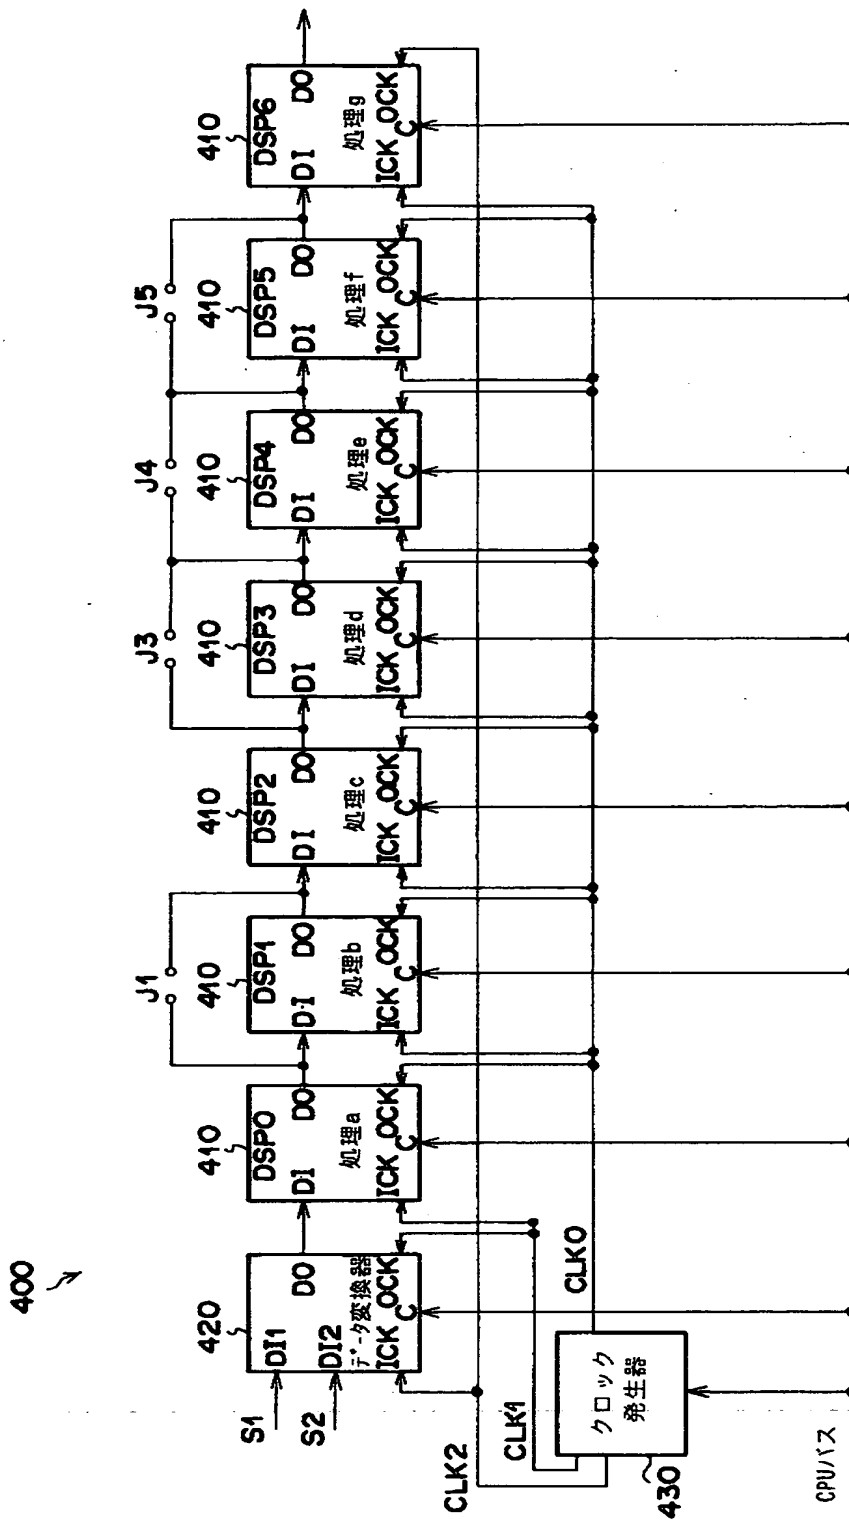 400
S1
S2
420
DI1
DI2
DO
データ変換器
ICK
OCK
C
410
DSP0
DI
DO
処理a
ICK
OCK
C
J1
410
DSP1
DI
DO
処理b
ICK
OCK
C
410
DSP2
DI
DO
処理c
ICK
OCK
C
J3
410
DSP3
DI
DO
処理d
ICK
OCK
C
J4
410
DSP4
DI
DO
処理e
ICK
OCK
C
J5
410
DSP5
DI
DO
処理f
ICK
OCK
C
410
DSP6
DI
DO
処理g
ICK
OCK
C
CLK2
CLK1
CLK0
クロック
発生器
430
CPUバス